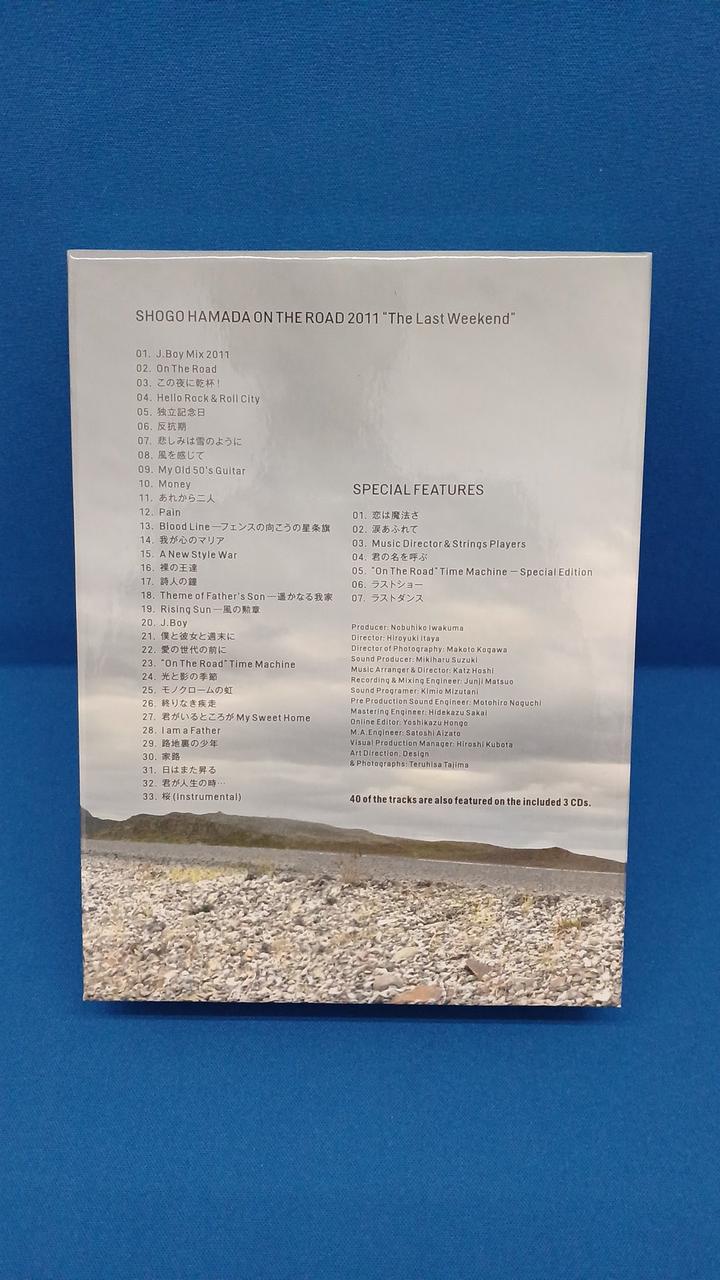 SHOGO HAMADA ON THE ROAD 2011 "The Last Weekend"
01. J.Boy Mix 2011
02. On The Road
03. この夜に乾杯!
04. Hello Rock & Roll City
05. 独立記念日
06. 反抗期
07. 悲しみは雪のように
08. 風を感じて
09. My Old 50's Guitar
10. Money
11. あれから二人
12. Pain
13. Blood Line—フェンスの向こうの星条旗
14. 我が心のマリア
15. A New Style War
16. 裸の王達
17. 詩人の鐘
18. Theme of Father's Son—遥かなる我家
19. Rising Sun—風の勲章
20. J.Boy
21. 僕と彼女と週末に
22. 愛の世代の前に
23. "On The Road" Time Machine
24. 光と影の季節
25. モノクロームの虹
26. 終りなき疾走
27. 君がいるところが My Sweet Home
28. I am a Father
29. 路地裏の少年
30. 家路
31. 日はまた昇る
32. 君が人生の時…
33. 桜 (Instrumental)
SPECIAL FEATURES
01. 恋は魔法さ
02. 涙あふれて
03. Music Director & Strings Players
04. 君の名を呼ぶ
05. "On The Road" Time Machine — Special Edition
06. ラストショー
07. ラストダンス
Producer: Nobuhiko Iwakuma
Director: Hiroyuki Itaya
Director of Photography: Makoto Kogawa
Sound Producer: Mikiharu Suzuki
Music Arranger & Director: Katz Hoshi
Recording & Mixing Engineer: Junji Matsuo
Sound Programer: Kimio Mizutani
Pre Production Sound Engineer: Motohiro Noguchi
Mastering Engineer: Hidekazu Sakai
Online Editor: Yoshikazu Hongo
M.A. Engineer: Satoshi Aizato
Visual Production Manager: Hiroshi Kubota
Art Direction, Design
& Photographs: Teruhisa Tajima
40 of the tracks are also featured on the included 3 CDs.